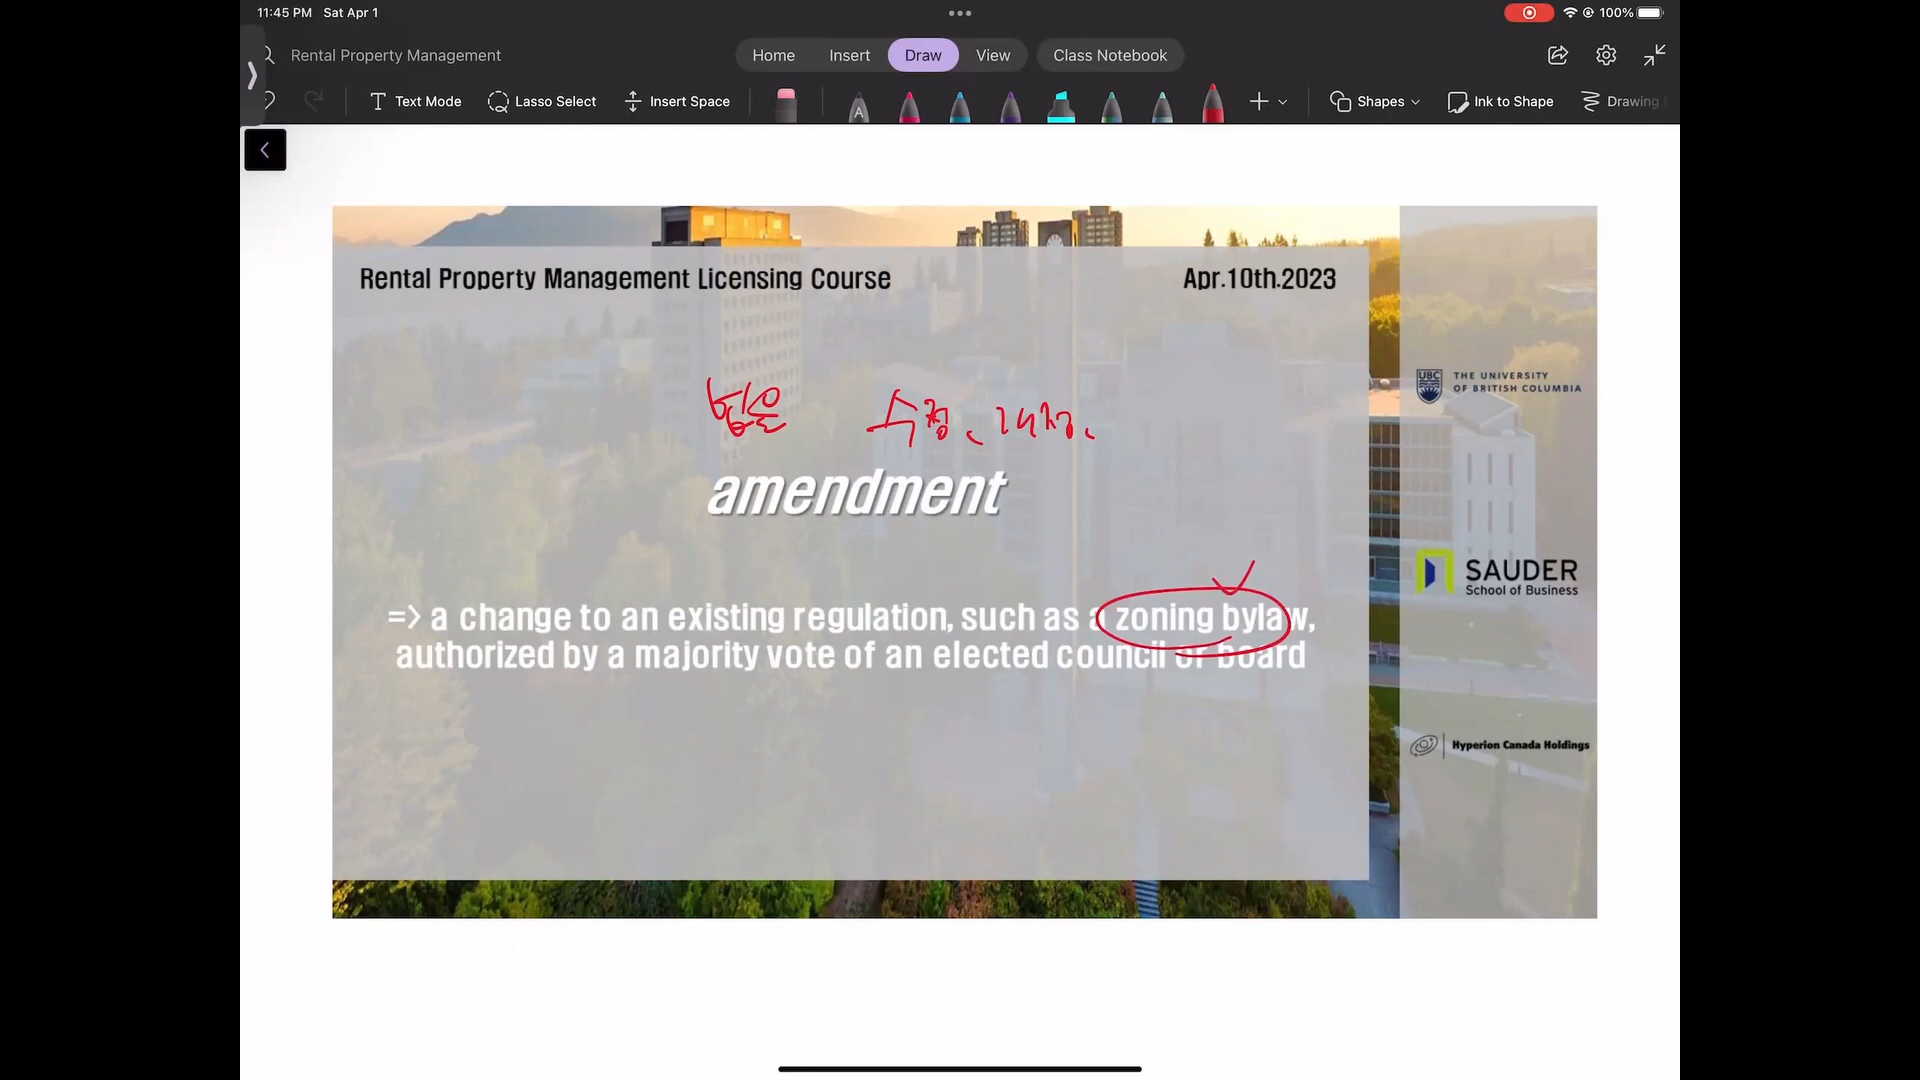 11:45 PM Sat Apr 1
100%
Rental Property Management
Home Insert Draw View Class Notebook
Text Mode Lasso Select Insert Space Shapes Ink to Shape Drawing
Rental Property Management Licensing Course Apr.10th.2023
법은 수정、개정、
amendment
=> a change to an existing regulation, such as a zoning bylaw,
authorized by a majority vote of an elected council or board
UBC THE UNIVERSITY
OF BRITISH COLUMBIA
SAUDER
School of Business
Hyperion Canada Holdings